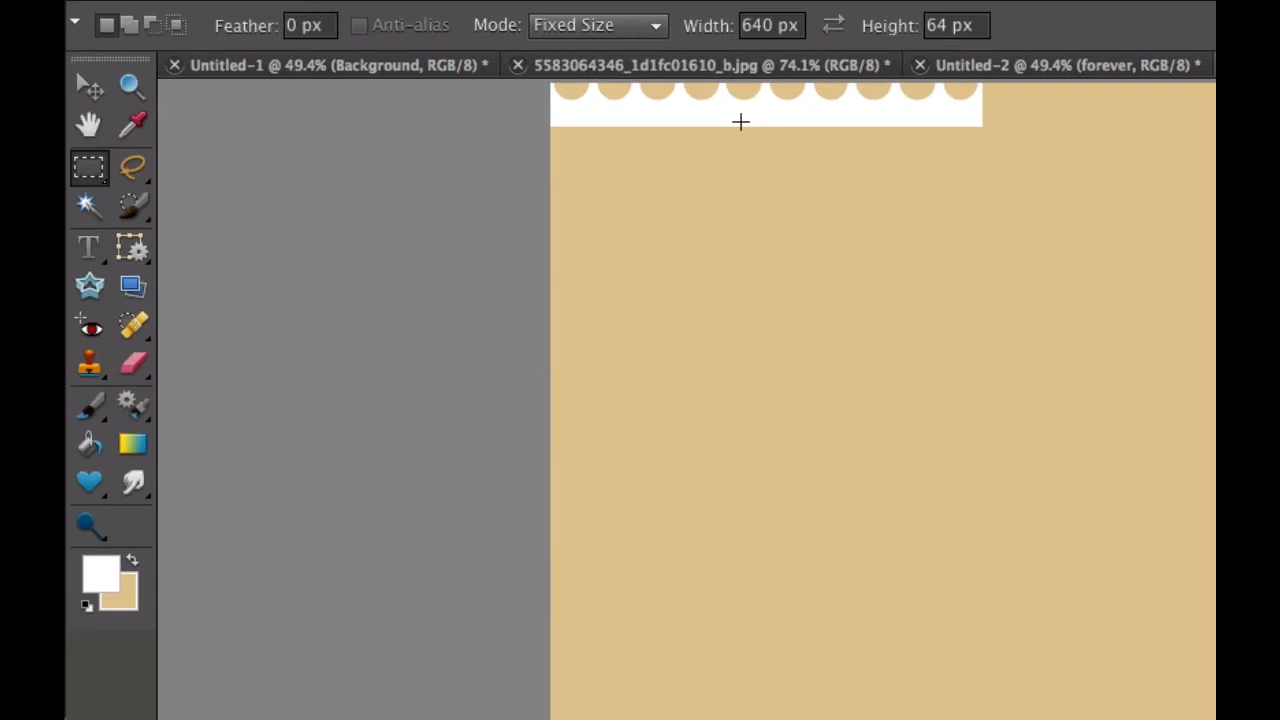 Feather: 0 px Anti-alias Mode: Fixed Size Width: 640 px Height: 64 px
Untitled-1 @ 49.4% (Background, RGB/8) * 5583064346_1d1fc01610_b.jpg @ 74.1% (RGB/8) * Untitled-2 @ 49.4% (forever, RGB/8) *
T